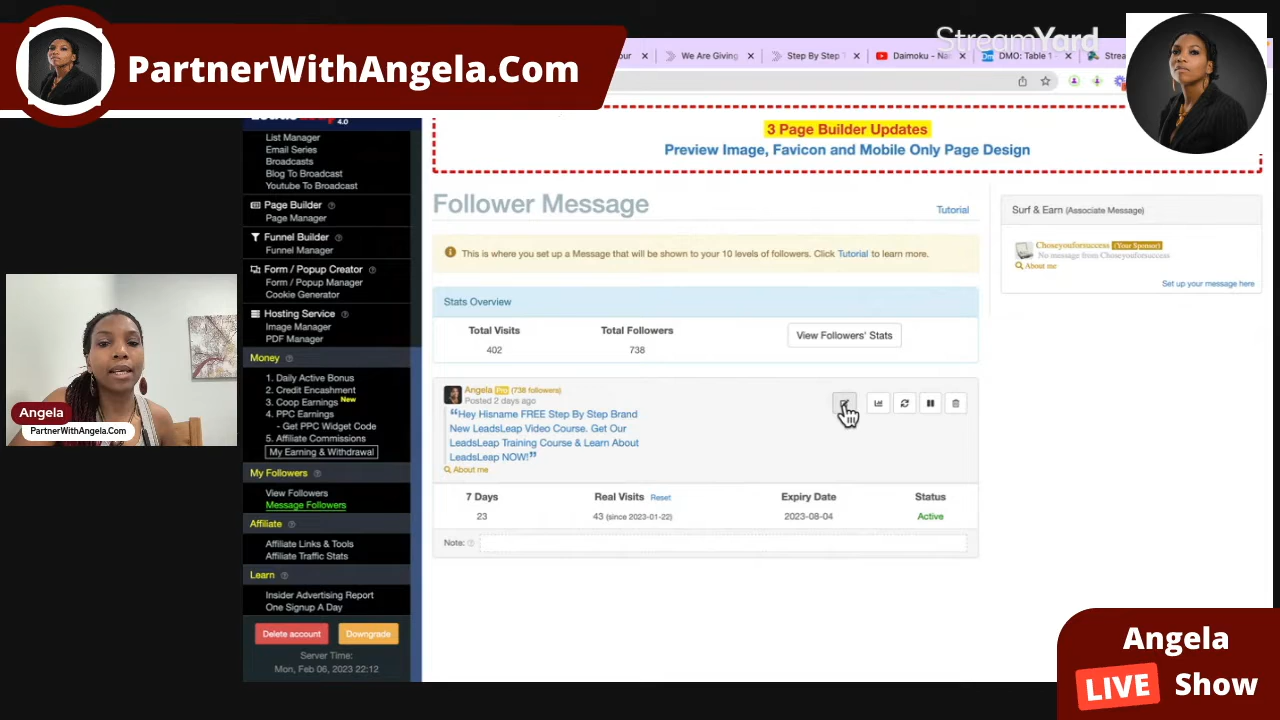 PartnerWithAngela.Com
StreamYard
our
We Are Giving
Step By Step
Daimoku - Na
DMO: Table 1 -
Strea
4.0
List Manager
Email Series
Broadcasts
Blog To Broadcast
Youtube To Broadcast
Page Builder
Page Manager
Funnel Builder
Funnel Manager
Form / Popup Creator
Form / Popup Manager
Cookie Generator
Hosting Service
Image Manager
PDF Manager
Money
1. Daily Active Bonus
2. Credit Encashment
3. Coop Earnings New
4. PPC Earnings
- Get PPC Widget Code
5. Affiliate Commissions
My Earning & Withdrawal
My Followers
View Followers
Message Followers
Affiliate
Affiliate Links & Tools
Affiliate Traffic Stats
Learn
Insider Advertising Report
One Signup A Day
Delete account
Downgrade
Server Time:
Mon, Feb 06, 2023 22:12
3 Page Builder Updates
Preview Image, Favicon and Mobile Only Page Design
Follower Message
Tutorial
This is where you set up a Message that will be shown to your 10 levels of followers. Click Tutorial to learn more.
Stats Overview
Total Visits
Total Followers
402
738
View Followers' Stats
Angela Pro (738 followers)
Posted 2 days ago
“Hey Hisname FREE Step By Step Brand
New LeadsLeap Video Course. Get Our
LeadsLeap Training Course & Learn About
LeadsLeap NOW!”
About me
7 Days
Real Visits Reset
Expiry Date
Status
23
43 (since 2023-01-22)
2023-08-04
Active
Note:
Surf & Earn (Associate Message)
Choseyouforsuccess (Your Sponsor)
No message from Choseyouforsuccess
About me
Set up your message here
Angela
PartnerWithAngela.Com
Angela
LIVE Show